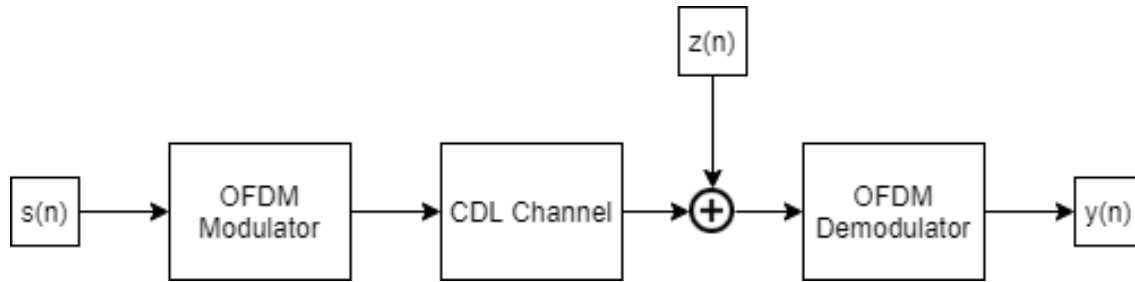 z(n)
s(n)
OFDM
Modulator
CDL Channel
OFDM
Demodulator
y(n)